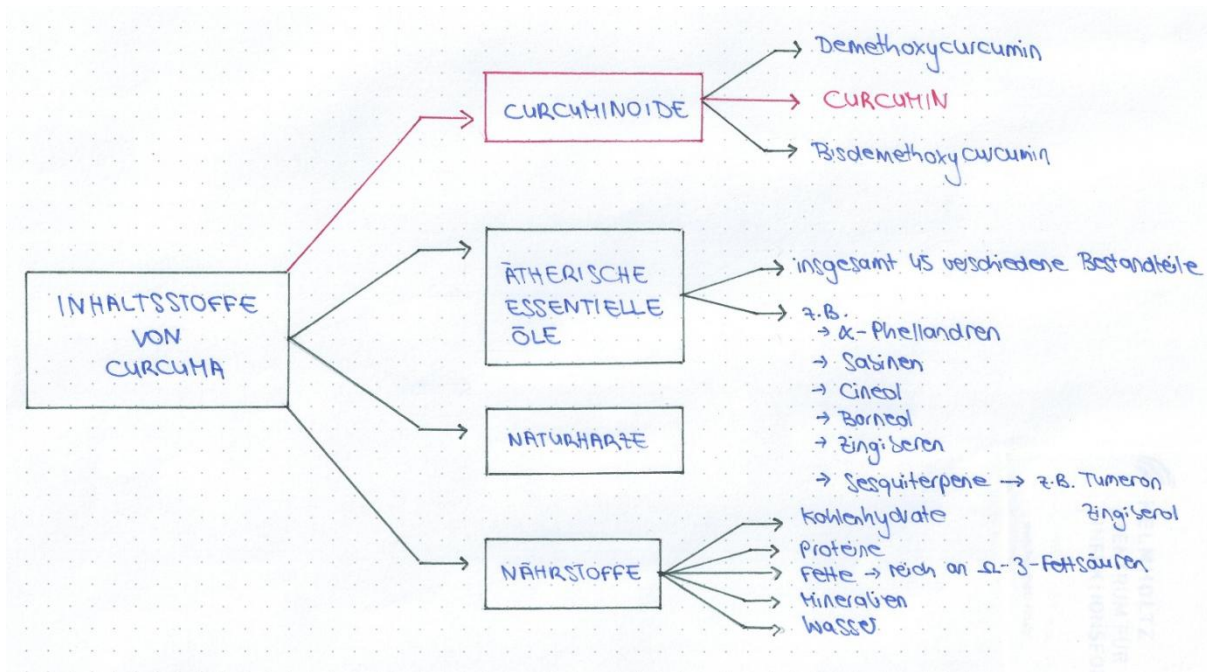 INHALTSSTOFFE
VON
CURCUMA
CURCUMINOIDE
Demethoxycurcumin
CURCUMIN
Bisdemethoxycurcumin
ÄTHERISCHE
ESSENTIELLE
ÖLE
insgesamt 45 verschiedene Bestandteile
z.B.
→ α-Phellandren
→ Sabinen
→ Cineol
→ Borneol
→ Zingiberen
→ Sesquiterpene → z.B. Tumeron
Zingiberol
NATURHARZE
NÄHRSTOFFE
Kohlenhydrate
Proteine
Fette → reich an Ω-3-Fettsäuren
Mineralien
Wasser